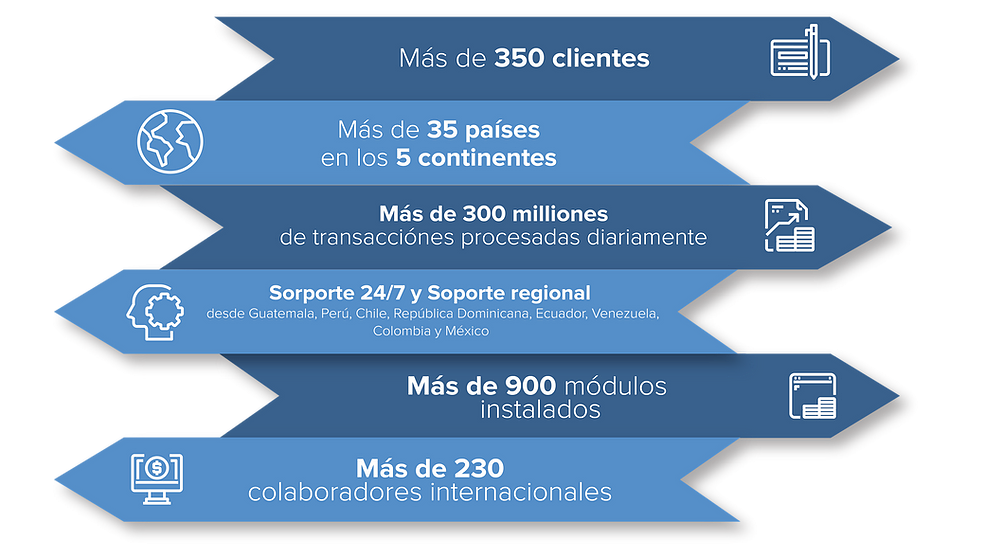 Más de 350 clientes
Más de 35 países
en los 5 continentes
Más de 300 milliones
de transacciónes procesadas diariamente
Sorporte 24/7 y Soporte regional
desde Guatemala, Perú, Chile, República Dominicana, Ecuador, Venezuela,
Colombia y México
Más de 900 módulos
instalados
$
Más de 230
colaboradores internacionales